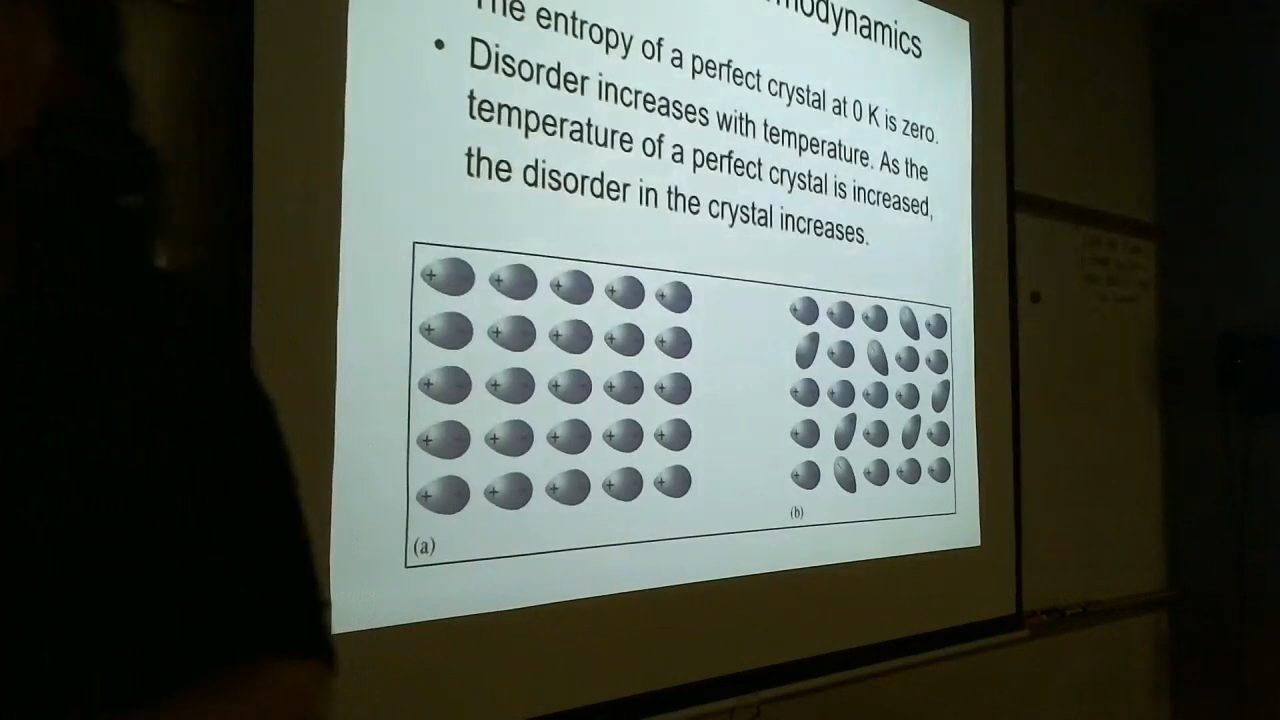 modynamics
The entropy of a perfect crystal at 0 K is zero.
• Disorder increases with temperature. As the
temperature of a perfect crystal is increased,
the disorder in the crystal increases.
(a)
(b)